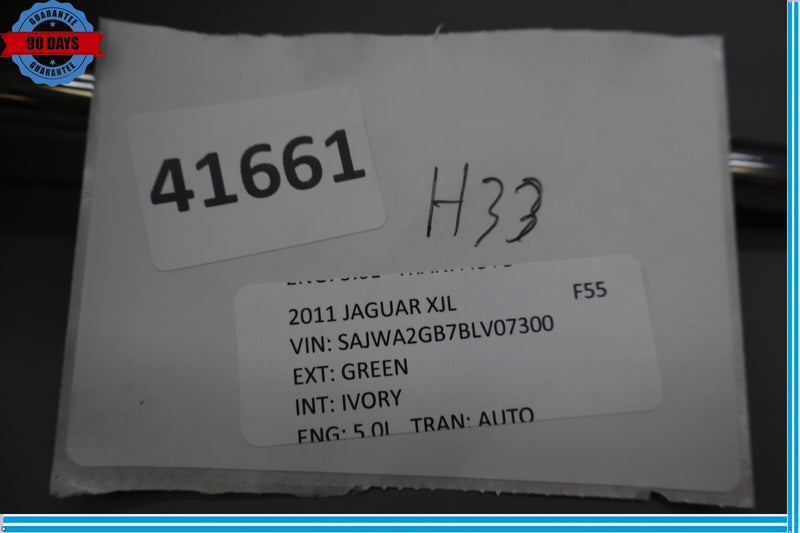 GUARANTEE
90 DAYS
GUARANTEE
41661
H33
2011 JAGUAR XJL F55
VIN: SAJWA2GB7BLV07300
EXT: GREEN
INT: IVORY
ENG: 5.0L TRAN: AUTO